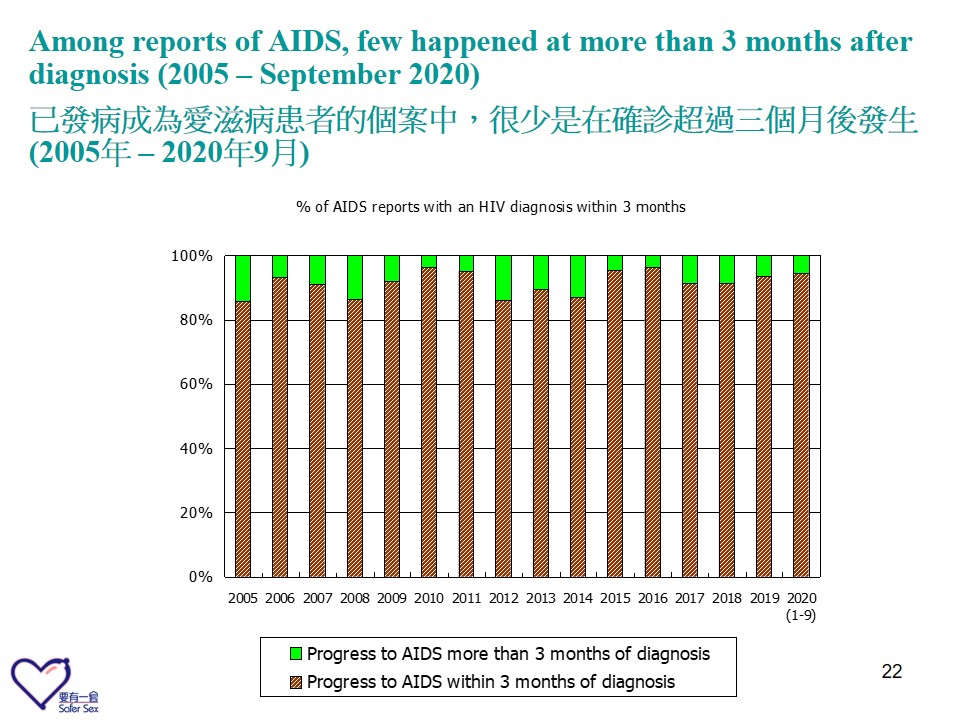 Among reports of AIDS, few happened at more than 3 months after
diagnosis (2005 – September 2020)
已發病成為愛滋病患者的個案中，很少是在確診超過三個月後發生
(2005年 – 2020年9月)
% of AIDS reports with an HIV diagnosis within 3 months
100%
80%
60%
40%
20%
0%
2005 2006 2007 2008 2009 2010 2011 2012 2013 2014 2015 2016 2017 2018 2019 2020
(1-9)
Progress to AIDS more than 3 months of diagnosis
Progress to AIDS within 3 months of diagnosis
要有一套
Safer Sex
22